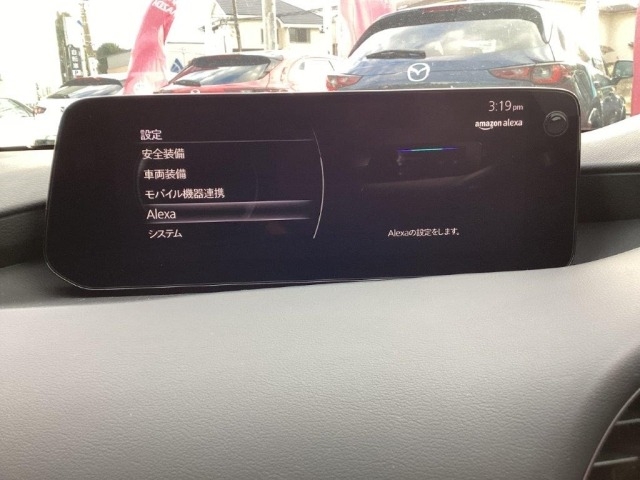 3:19 pm
設定
amazon alexa
安全装備
車両装備
モバイル機器連携
Alexa
システム
Alexaの設定をします。